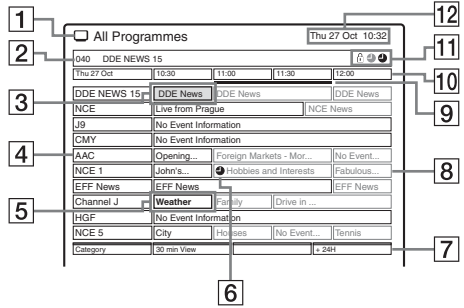 1 All Programmes Thu 27 Oct 10:32 12
2 040 DDE NEWS 15 11
Thu 27 Oct 10:30 11:00 11:30 12:00 10
DDE NEWS 15 DDE News DDE News DDE News 9
3
NCE Live from Prague NCE News
J9 No Event Information
CMY No Event Information
4 AAC Opening... Foreign Markets - Mor... No Event...
NCE 1 John's... Hobbies and Interests Fabulous... 8
EFF News EFF News EFF News
5 Channel J Weather Family Drive in ...
HGF No Event Information
NCE 5 City Houses No Event... Tennis
Category 30 min View + 24H 7
6